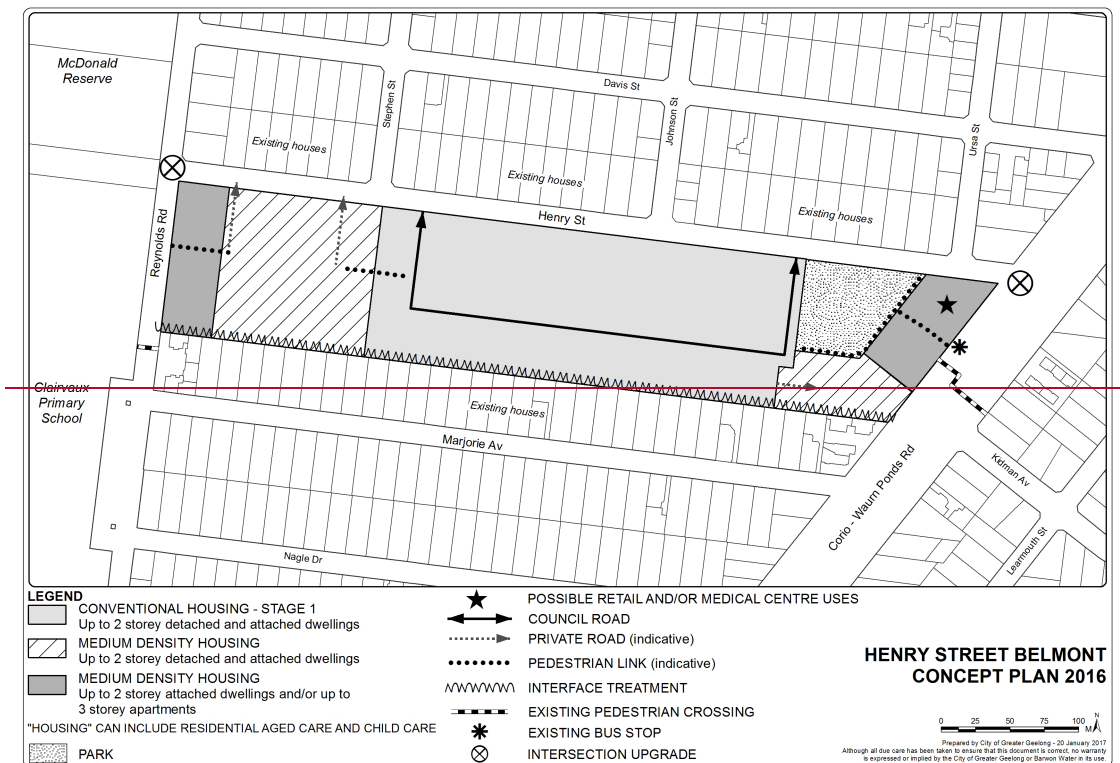 McDonald
Reserve
Davis St
Stephen St
Johnson St
Ursa St
Existing houses
Existing houses
Existing houses
Henry St
Reynolds Rd
Clairvaux
Primary
School
Existing houses
Marjorie Av
Corio - Waurn Ponds Rd
Kidman Av
Learmouth St
Nagle Dr
LEGEND
CONVENTIONAL HOUSING - STAGE 1
Up to 2 storey detached and attached dwellings
MEDIUM DENSITY HOUSING
Up to 2 storey detached and attached dwellings
MEDIUM DENSITY HOUSING
Up to 2 storey attached dwellings and/or up to
3 storey apartments
"HOUSING" CAN INCLUDE RESIDENTIAL AGED CARE AND CHILD CARE
PARK
POSSIBLE RETAIL AND/OR MEDICAL CENTRE USES
COUNCIL ROAD
PRIVATE ROAD (indicative)
PEDESTRIAN LINK (indicative)
INTERFACE TREATMENT
EXISTING PEDESTRIAN CROSSING
EXISTING BUS STOP
INTERSECTION UPGRADE
HENRY STREET BELMONT
CONCEPT PLAN 2016
0 25 50 75 100
M
N
Prepared by City of Greater Geelong - 20 January 2017
Although all due care has been taken to ensure that this document is correct, no warranty
is expressed or implied by the City of Greater Geelong or Barwon Water in its use.